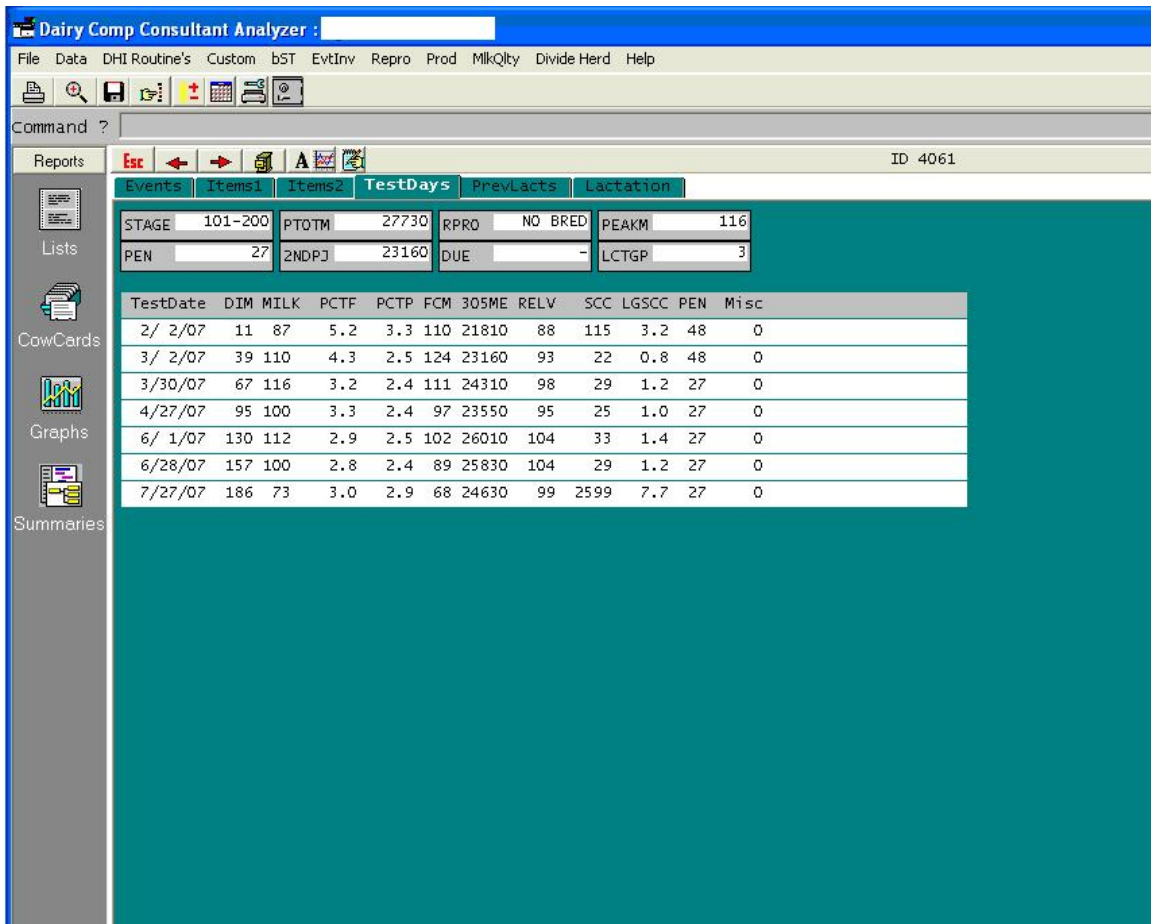 Dairy Comp Consultant Analyzer :
File Data DHI Routine's Custom bST EvtInv Repro Prod MlkQlty Divide Herd Help
Command ?
Reports Esc A ID 4061
Events Items1 Items2 TestDays PrevLacts Lactation
STAGE 101-200 PTOTM 27730 RPRO NO BRED PEAKM 116
PEN 27 2NDPJ 23160 DUE - LCTGP 3
Lists
TestDate DIM MILK PCTF PCTP FCM 305ME RELV SCC LGSCC PEN Misc
2/ 2/07 11 87 5.2 3.3 110 21810 88 115 3.2 48 0
3/ 2/07 39 110 4.3 2.5 124 23160 93 22 0.8 48 0
3/30/07 67 116 3.2 2.4 111 24310 98 29 1.2 27 0
4/27/07 95 100 3.3 2.4 97 23550 95 25 1.0 27 0
6/ 1/07 130 112 2.9 2.5 102 26010 104 33 1.4 27 0
6/28/07 157 100 2.8 2.4 89 25830 104 29 1.2 27 0
7/27/07 186 73 3.0 2.9 68 24630 99 2599 7.7 27 0
CowCards
Graphs
Summaries